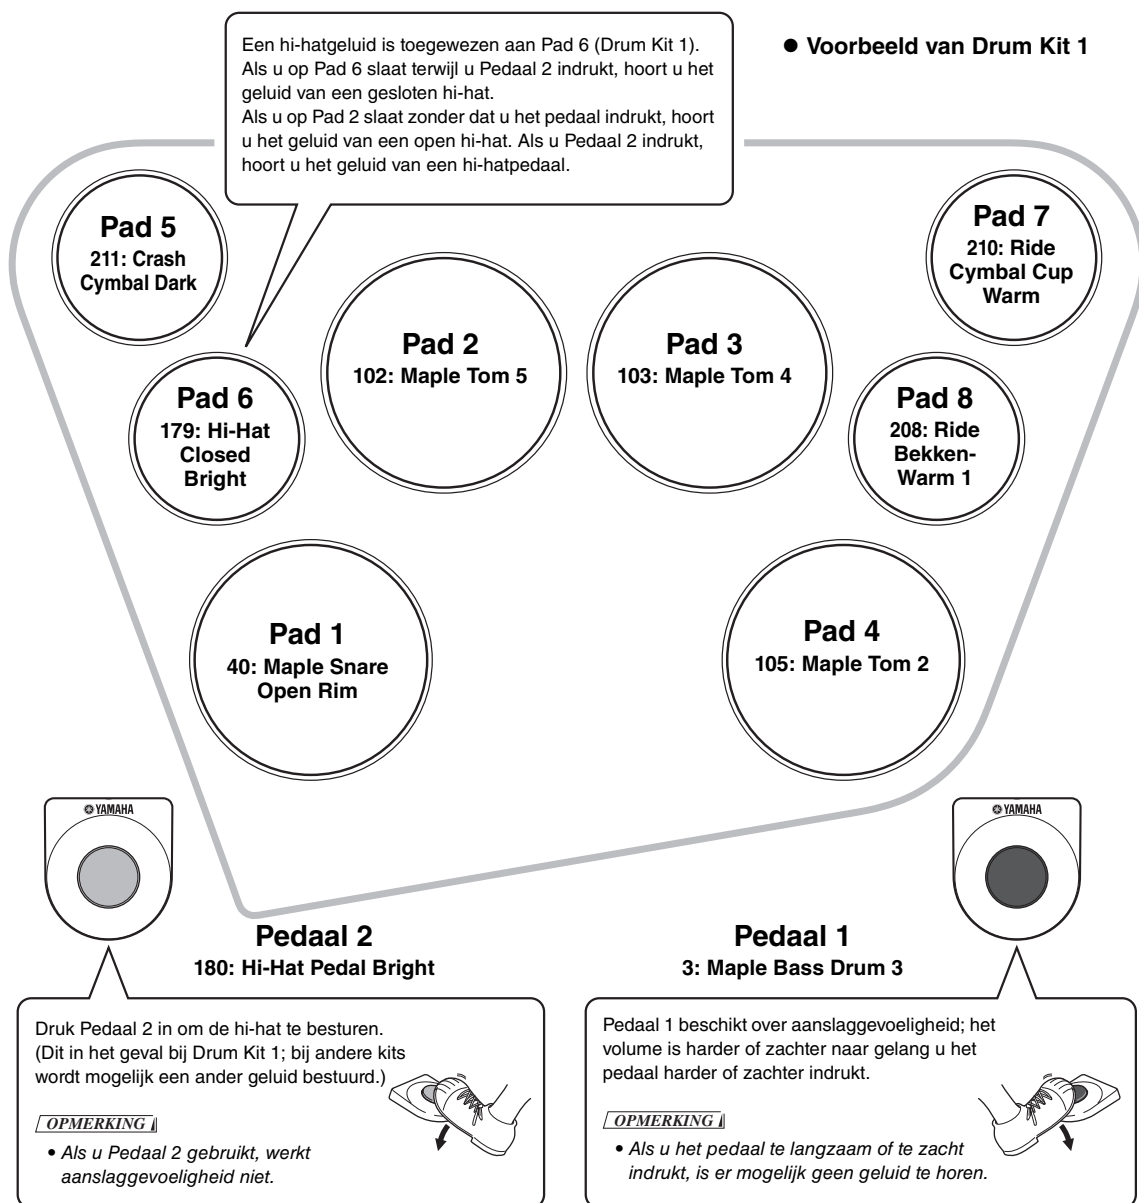 Een hi-hatgeluid is toegewezen aan Pad 6 (Drum Kit 1).
Als u op Pad 6 slaat terwijl u Pedaal 2 indrukt, hoort u het
geluid van een gesloten hi-hat.
Als u op Pad 2 slaat zonder dat u het pedaal indrukt, hoort
u het geluid van een open hi-hat. Als u Pedaal 2 indrukt,
hoort u het geluid van een hi-hatpedaal.
● Voorbeeld van Drum Kit 1
Pad 5
211: Crash
Cymbal Dark
Pad 7
210: Ride
Cymbal Cup
Warm
Pad 2
102: Maple Tom 5
Pad 3
103: Maple Tom 4
Pad 6
179: Hi-Hat
Closed
Bright
Pad 8
208: Ride
Bekken-
Warm 1
Pad 1
40: Maple Snare
Open Rim
Pad 4
105: Maple Tom 2
YAMAHA
YAMAHA
Pedaal 2
180: Hi-Hat Pedal Bright
Pedaal 1
3: Maple Bass Drum 3
Druk Pedaal 2 in om de hi-hat te besturen.
(Dit in het geval bij Drum Kit 1; bij andere kits
wordt mogelijk een ander geluid bestuurd.)
OPMERKING
• Als u Pedaal 2 gebruikt, werkt
aanslaggevoeligheid niet.
Pedaal 1 beschikt over aanslaggevoeligheid; het
volume is harder of zachter naar gelang u het
pedaal harder of zachter indrukt.
OPMERKING
• Als u het pedaal te langzaam of te zacht
indrukt, is er mogelijk geen geluid te horen.